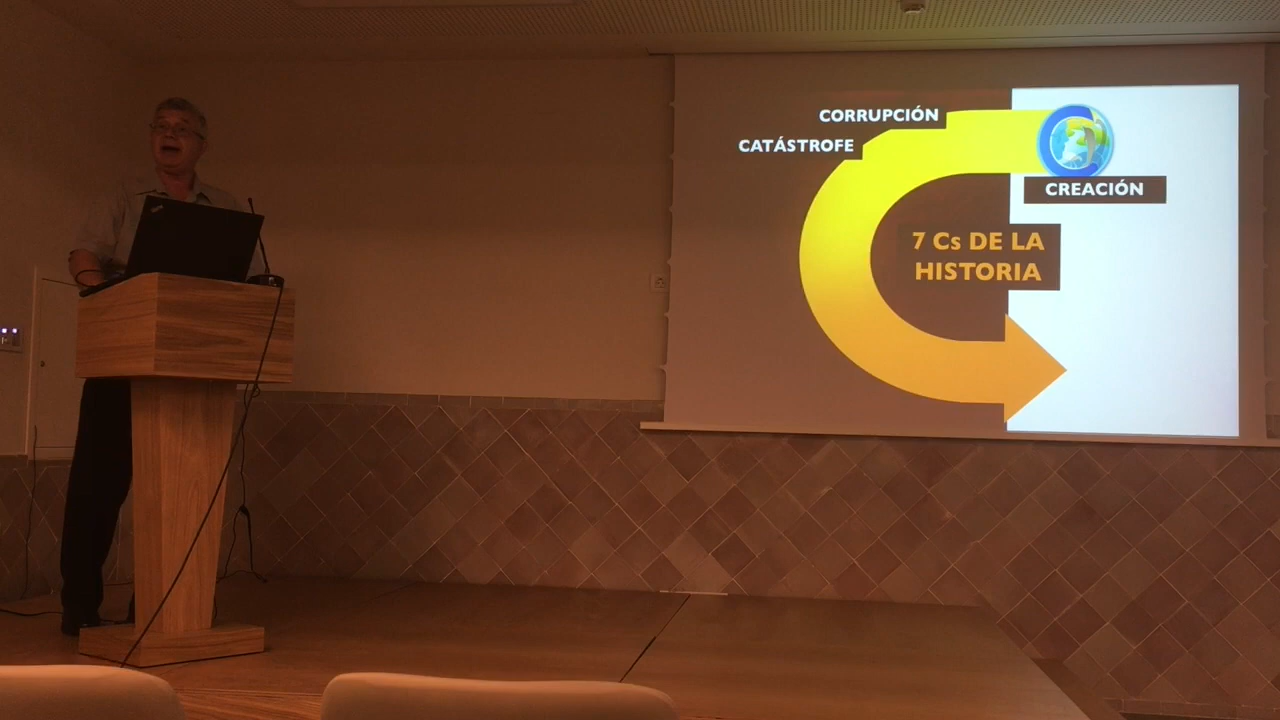 CORRUPCIÓN
CATÁSTROFE
CREACIÓN
7 Cs DE LA
HISTORIA